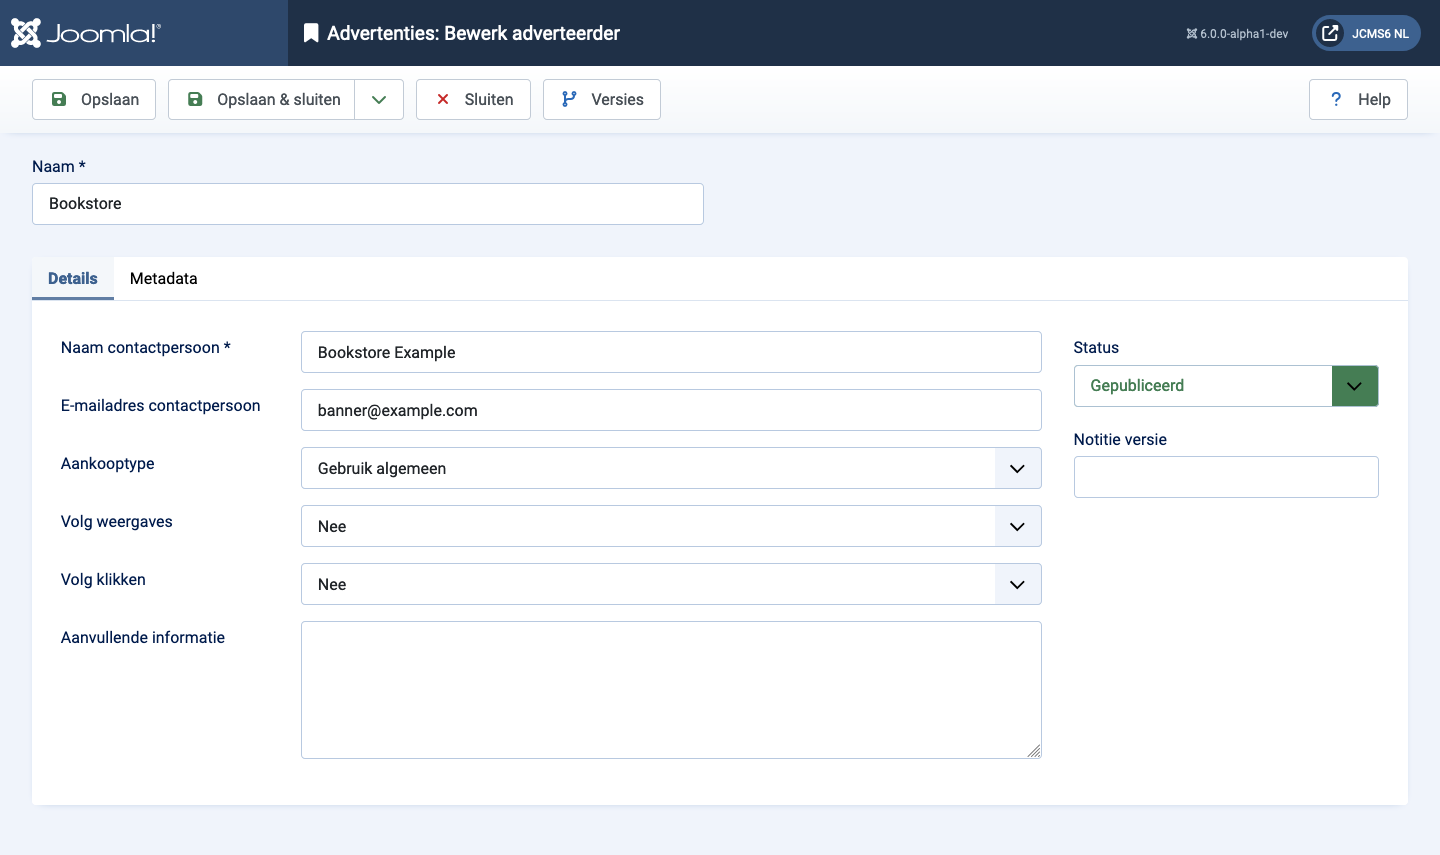 Joomla!®
Advertenties: Bewerk adverteerder
6.0.0-alpha1-dev
JCMS6 NL
Opslaan
Opslaan & sluiten
Sluiten
Versies
? Help
Naam *
Bookstore
Details
Metadata
Naam contactpersoon *
Bookstore Example
E-mailadres contactpersoon
banner@example.com
Aankooptype
Gebruik algemeen
Volg weergaves
Nee
Volg klikken
Nee
Aanvullende informatie
Status
Gepubliceerd
Notitie versie